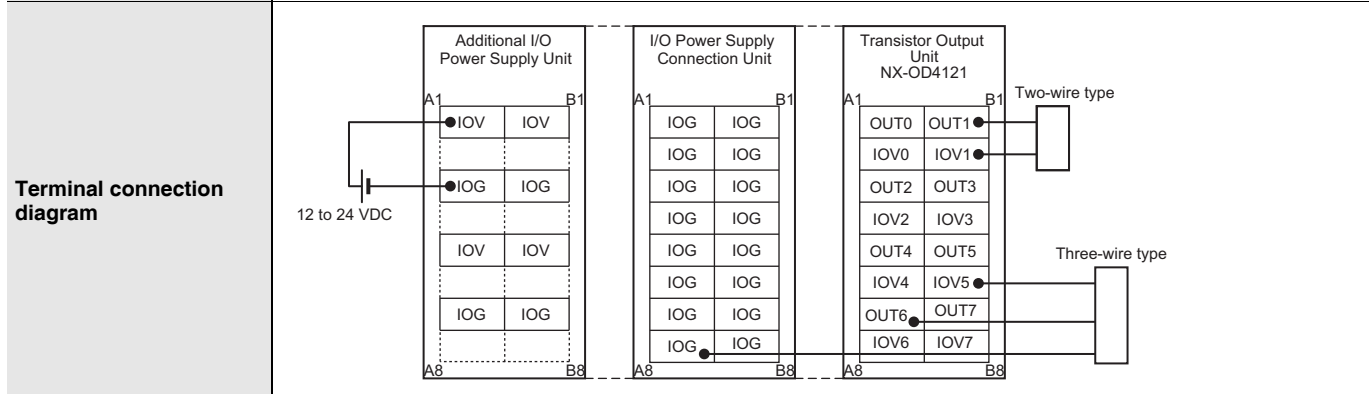 Terminal connection
diagram
12 to 24 VDC
Additional I/O
Power Supply Unit
A1 B1
IOV IOV
IOG IOG
IOV IOV
IOG IOG
A8 B8
I/O Power Supply
Connection Unit
A1 B1
IOG IOG
IOG IOG
IOG IOG
IOG IOG
IOG IOG
IOG IOG
IOG IOG
IOG IOG
A8 B8
Transistor Output
Unit
NX-OD4121
A1 B1
OUT0 OUT1
IOV0 IOV1
OUT2 OUT3
IOV2 IOV3
OUT4 OUT5
IOV4 IOV5
OUT6 OUT7
IOV6 IOV7
A8 B8
Two-wire type
Three-wire type